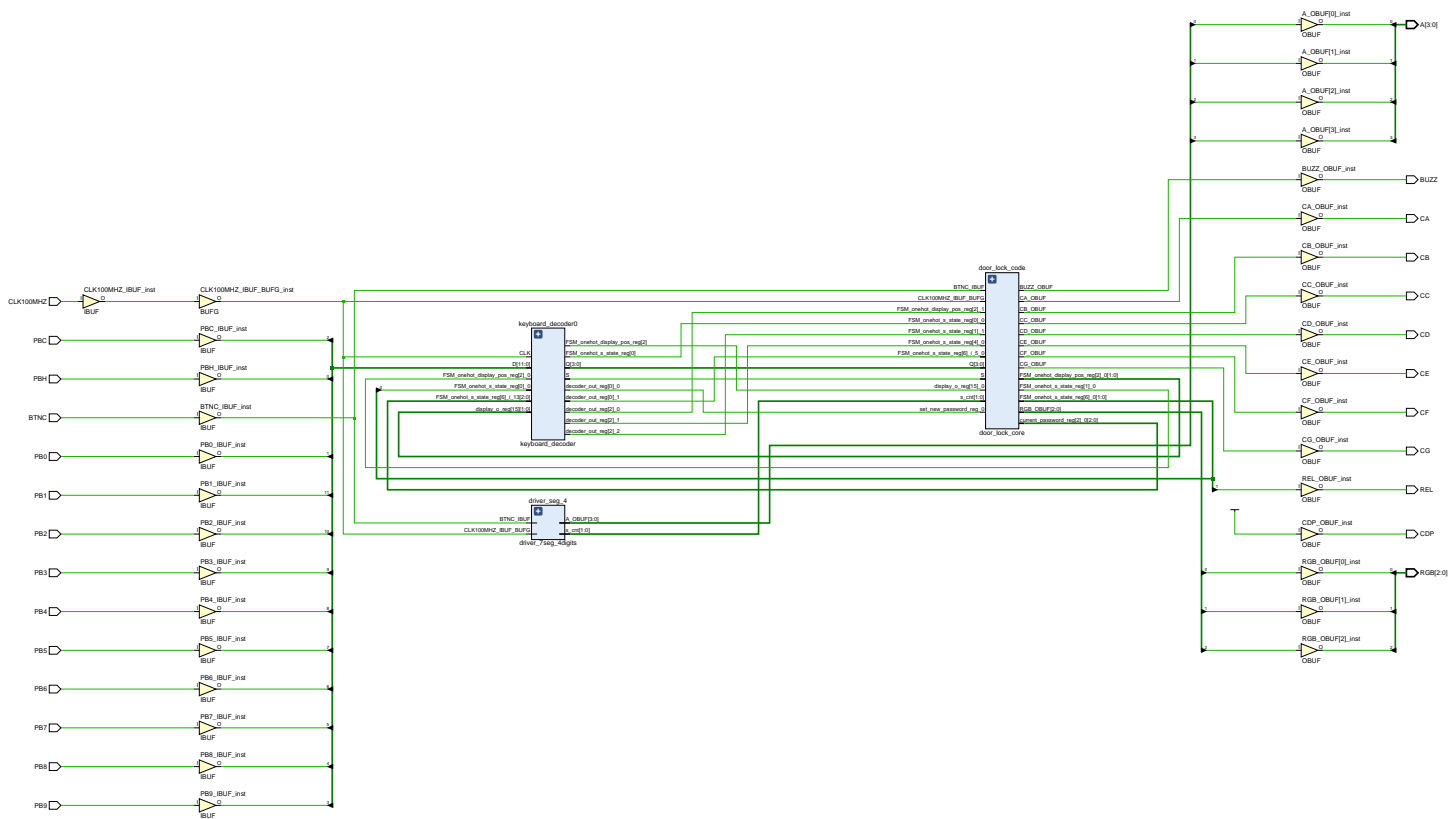 A_OBUF[0]_inst
I O
OBUF
A[3:0]
A_OBUF[1]_inst
I O
OBUF
A_OBUF[2]_inst
I O
OBUF
A_OBUF[3]_inst
I O
OBUF
BUZZ_OBUF_inst
I O
OBUF
BUZZ
CA_OBUF_inst
I O
OBUF
CA
CB_OBUF_inst
I O
OBUF
CB
CC_OBUF_inst
I O
OBUF
CC
CD_OBUF_inst
I O
OBUF
CD
CE_OBUF_inst
I O
OBUF
CE
CF_OBUF_inst
I O
OBUF
CF
CG_OBUF_inst
I O
OBUF
CG
REL_OBUF_inst
I O
OBUF
REL
CDP_OBUF_inst
I O
OBUF
CDP
RGB_OBUF[0]_inst
I O
OBUF
RGB[2:0]
RGB_OBUF[1]_inst
I O
OBUF
RGB_OBUF[2]_inst
I O
OBUF
door_lock_code
BTNC_IBUF
CLK100MHZ_IBUF_BUFG
FSM_onehot_display_pos_reg[2]_1
FSM_onehot_s_state_reg[0]_0
FSM_onehot_s_state_reg[1]_1
FSM_onehot_s_state_reg[4]_0
FSM_onehot_s_state_reg[6]_i_5_0
Q[3:0]
S
display_o_reg[15]_0
s_cnt[1:0]
set_new_password_reg_0
BUZZ_OBUF
CA_OBUF
CB_OBUF
CC_OBUF
CD_OBUF
CE_OBUF
CF_OBUF
CG_OBUF
FSM_onehot_display_pos_reg[2]_0[1:0]
FSM_onehot_s_state_reg[1]_0
FSM_onehot_s_state_reg[6]_0[1:0]
RGB_OBUF[2:0]
current_password_reg[2]_0[2:0]
door_lock_core
keyboard_decoder0
CLK
D[11:0]
FSM_onehot_display_pos_reg[2]_0
FSM_onehot_s_state_reg[0]_0
FSM_onehot_s_state_reg[6]_i_13[2:0]
display_o_reg[15][1:0]
FSM_onehot_display_pos_reg[2]
FSM_onehot_s_state_reg[0]
Q[3:0]
S
decoder_out_reg[0]_0
decoder_out_reg[0]_1
decoder_out_reg[2]_0
decoder_out_reg[2]_1
decoder_out_reg[2]_2
keyboard_decoder
driver_seg_4
BTNC_IBUF
CLK100MHZ_IBUF_BUFG
A_OBUF[3:0]
s_cnt[1:0]
driver_7seg_4digits
CLK100MHZ
CLK100MHZ_IBUF_inst
I O
IBUF
CLK100MHZ_IBUF_BUFG_inst
I O
BUFG
PBC
PBC_IBUF_inst
I O
IBUF
PBH
PBH_IBUF_inst
I O
IBUF
BTNC
BTNC_IBUF_inst
I O
IBUF
PB0
PB0_IBUF_inst
I O
IBUF
PB1
PB1_IBUF_inst
I O
IBUF
PB2
PB2_IBUF_inst
I O
IBUF
PB3
PB3_IBUF_inst
I O
IBUF
PB4
PB4_IBUF_inst
I O
IBUF
PB5
PB5_IBUF_inst
I O
IBUF
PB6
PB6_IBUF_inst
I O
IBUF
PB7
PB7_IBUF_inst
I O
IBUF
PB8
PB8_IBUF_inst
I O
IBUF
PB9
PB9_IBUF_inst
I O
IBUF